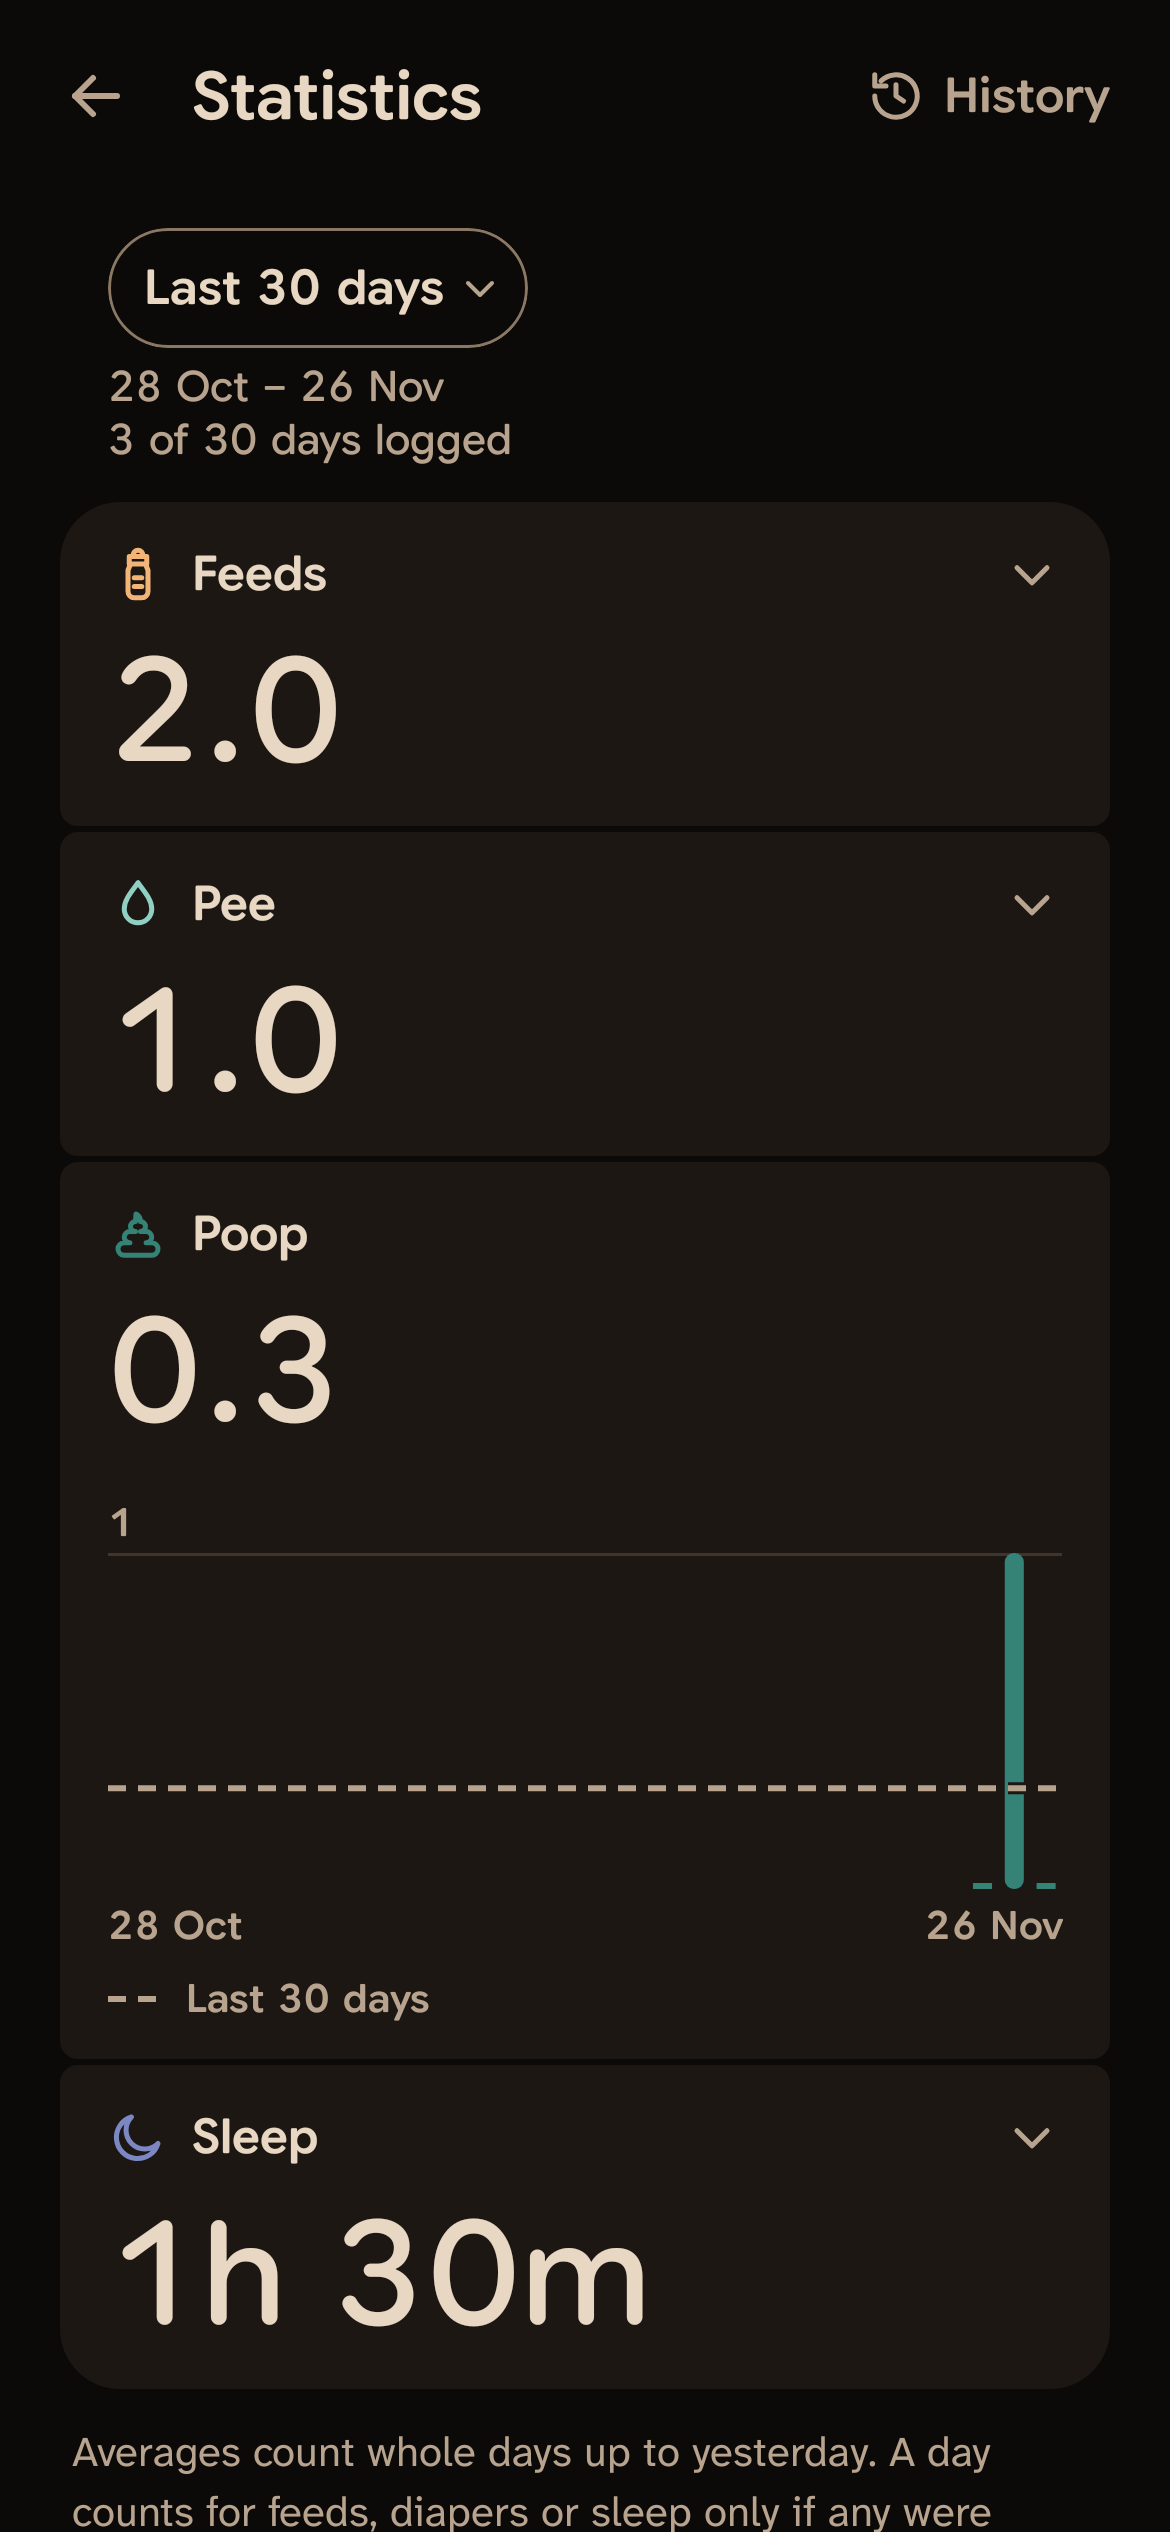 Statistics
History
Last 30 days
28 Oct – 26 Nov
3 of 30 days logged
Feeds
2.0
Pee
1.0
Poop
0.3
1
28 Oct
26 Nov
Last 30 days
Sleep
1h 30m
Averages count whole days up to yesterday. A day
counts for feeds, diapers or sleep only if any were